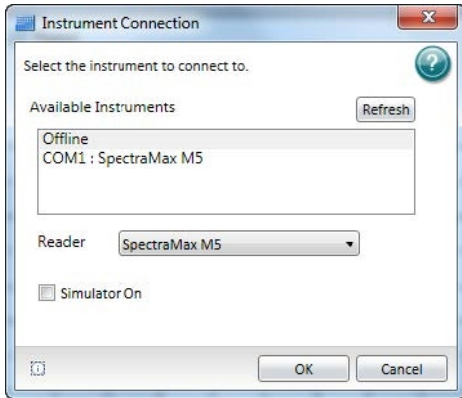 Instrument Connection
Select the instrument to connect to.
Available Instruments
Refresh
Offline
COM1 : SpectraMax M5
Reader
SpectraMax M5
Simulator On
OK
Cancel